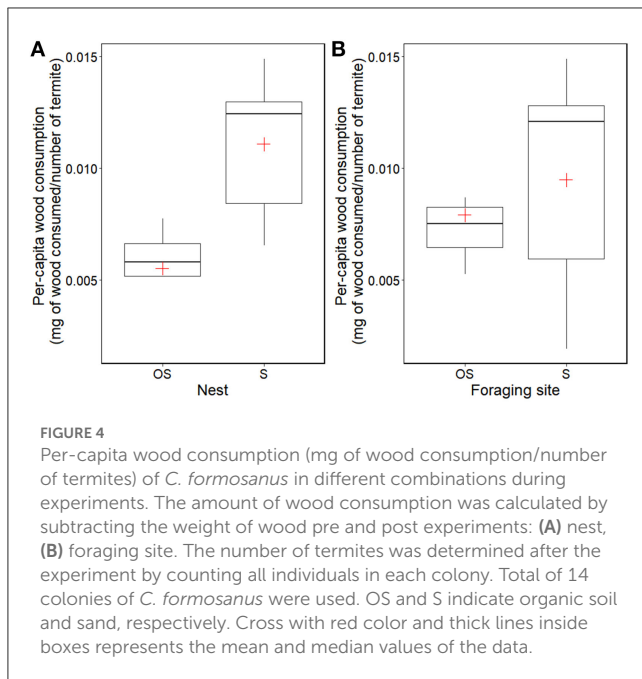 A
B
Per-capita wood consumption
(mg of wood consumed/number of termite)
0.015
0.010
0.005
OS
S
Nest
Per-capita wood consumption
(mg of wood consumed/number of termite)
0.015
0.010
0.005
OS
S
Foraging site
FIGURE 4
Per-capita wood consumption (mg of wood consumption/number
of termites) of C. formosanus in different combinations during
experiments. The amount of wood consumption was calculated by
subtracting the weight of wood pre and post experiments: (A) nest,
(B) foraging site. The number of termites was determined after the
experiment by counting all individuals in each colony. Total of 14
colonies of C. formosanus were used. OS and S indicate organic soil
and sand, respectively. Cross with red color and thick lines inside
boxes represents the mean and median values of the data.